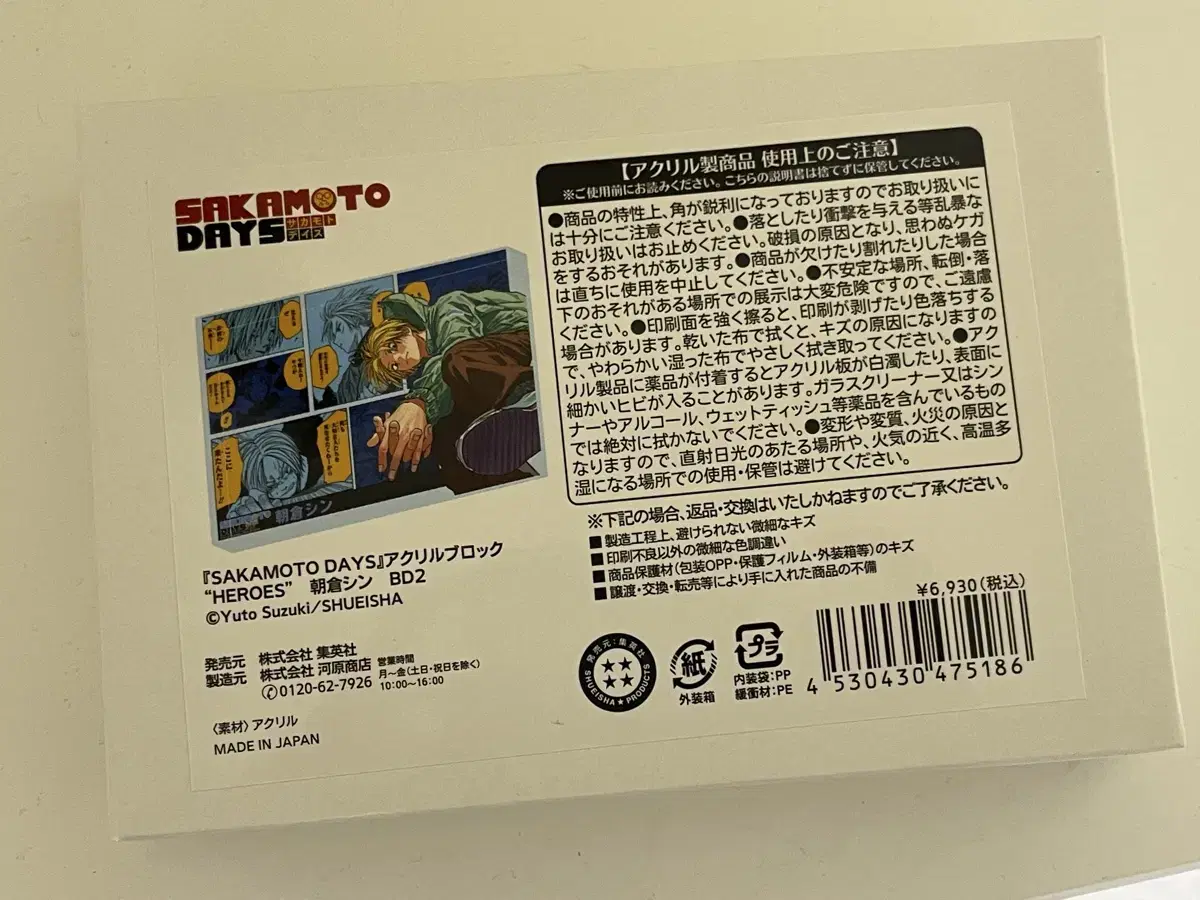 SAKAMOTO
DAYS サカモト
デイズ
ここに
来たんだよ…!!
朝倉シン
『SAKAMOTO DAYS』アクリルブロック
“HEROES” 朝倉シン BD2
©Yuto Suzuki/SHUEISHA
発売元 株式会社 集英社
製造元 株式会社 河原商店
0120-62-7926
営業時間
月～金(土日・祝日を除く)
10:00～16:00
〈素材〉アクリル
MADE IN JAPAN
【アクリル製商品 使用上のご注意】
※ご使用前にお読みください。こちらの説明書は捨てずに保管してください。
●商品の特性上、角が鋭利になっておりますのでお取り扱いに
は十分にご注意ください。●落としたり衝撃を与える等乱暴な
お取り扱いはお止めください。破損の原因となり、思わぬケガ
をするおそれがあります。●商品が欠けたり割れたりした場合
は直ちに使用を中止してください。●不安定な場所、転倒・落
下のおそれがある場所での展示は大変危険ですので、ご遠慮
ください。●印刷面を強く擦ると、印刷が剥げたり色落ちする
場合があります。乾いた布で拭くと、キズの原因になりますの
で、やわらかい湿った布でやさしく拭き取ってください。●アク
リル製品に薬品が付着するとアクリル板が白濁したり、表面に
細かいヒビが入ることがあります。ガラスクリーナー又はシン
ナーやアルコール、ウェットティッシュ等薬品を含んでいるもの
では絶対に拭かないでください。●変形や変質、火災の原因と
なりますので、直射日光のあたる場所や、火気の近く、高温多
湿になる場所での使用・保管は避けてください。
※下記の場合、返品・交換はいたしかねますのでご了承ください。
■製造工程上、避けられない微細なキズ
■印刷不良以外の微細な色調違い
■商品保護材(包装OPP・保護フィルム・外装箱等)のキズ
■譲渡・交換・転売等により手に入れた商品の不備
¥6,930(税込)
発売元:集英社
SHUEISHA★PRODUCTS
紙
外装箱
プラ
内装袋:PP
緩衝材:PE
4 530430 475186